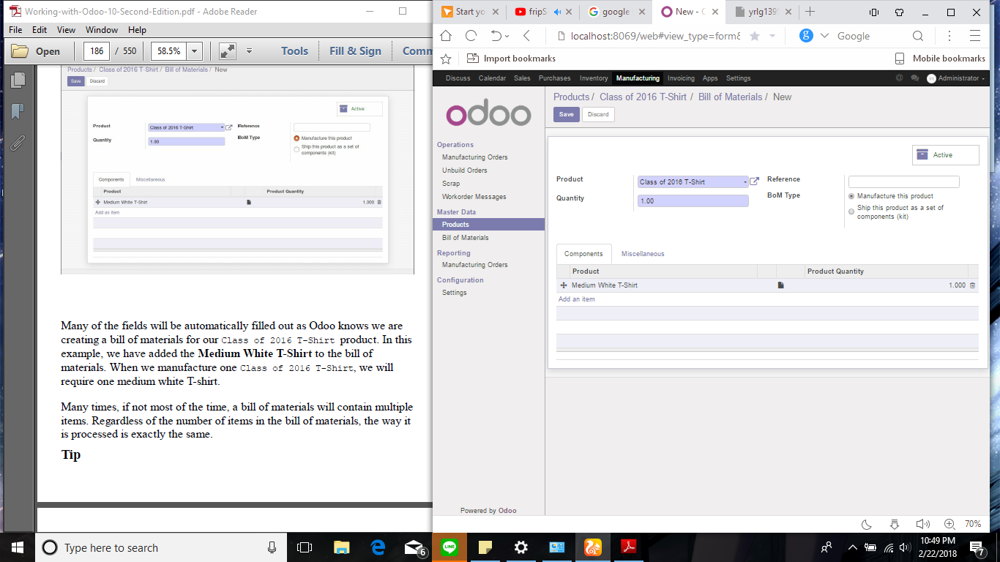 Working-with-Odoo-10-Second-Edition.pdf - Adobe Reader
File Edit View Window Help
Open 186 / 550 58.5% Tools Fill & Sign Comm
Products / Class of 2016 T-Shirt / Bill of Materials / New
Save Discard
Active
Product Class of 2016 T-Shirt Reference
Quantity 1.00 BoM Type Manufacture this product
Ship this product as a set of
components (kit)
Components Miscellaneous
Product Product Quantity
Medium White T-Shirt 1.000
Add an item
Many of the fields will be automatically filled out as Odoo knows we are
creating a bill of materials for our Class of 2016 T-Shirt product. In this
example, we have added the Medium White T-Shirt to the bill of
materials. When we manufacture one Class of 2016 T-Shirt, we will
require one medium white T-shirt.
Many times, if not most of the time, a bill of materials will contain multiple
items. Regardless of the number of items in the bill of materials, the way it
is processed is exactly the same.
Tip
Start yo fripS google New - yrlg139
localhost:8069/web#view_type=form& Google
Import bookmarks Mobile bookmarks
Discuss Calendar Sales Purchases Inventory Manufacturing Invoicing Apps Settings Administrator
odoo
Operations
Manufacturing Orders
Unbuild Orders
Scrap
Workorder Messages
Master Data
Products
Bill of Materials
Reporting
Manufacturing Orders
Configuration
Settings
Powered by Odoo
Products / Class of 2016 T-Shirt / Bill of Materials / New
Save Discard
Active
Product Class of 2016 T-Shirt Reference
Quantity 1.00 BoM Type Manufacture this product
Ship this product as a set of
components (kit)
Components Miscellaneous
Product Product Quantity
Medium White T-Shirt 1.000
Add an item
70%
Type here to search
6
LINE
10:49 PM
2/22/2018
7